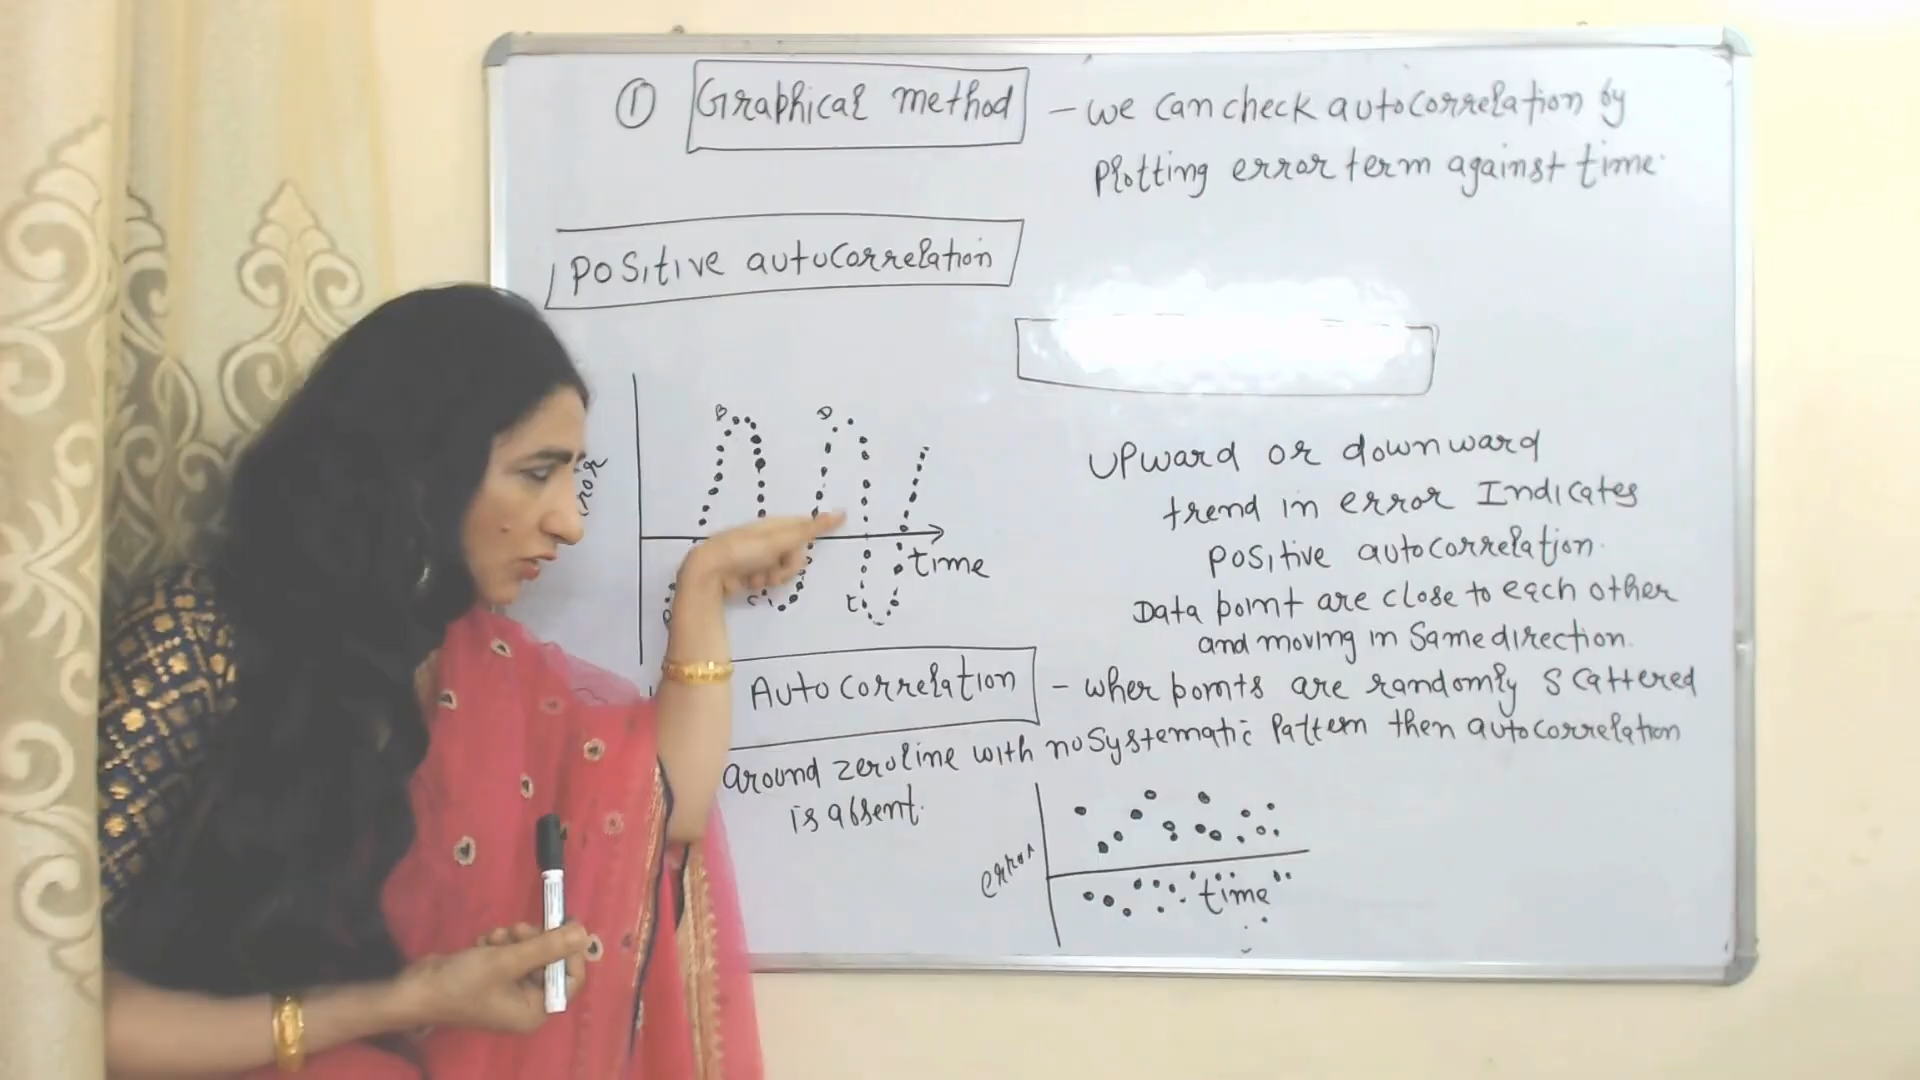 ① Graphical method - we can check autocorrelation by
plotting error term against time.
Positive autocorrelation
B D
time
C
Upward or downward
trend in error Indicates
positive autocorrelation.
Data point are close to each other
and moving in same direction.
Autocorrelation - when points are randomly scattered
around zero line with no systematic pattern then autocorrelation
is absent.
error
time